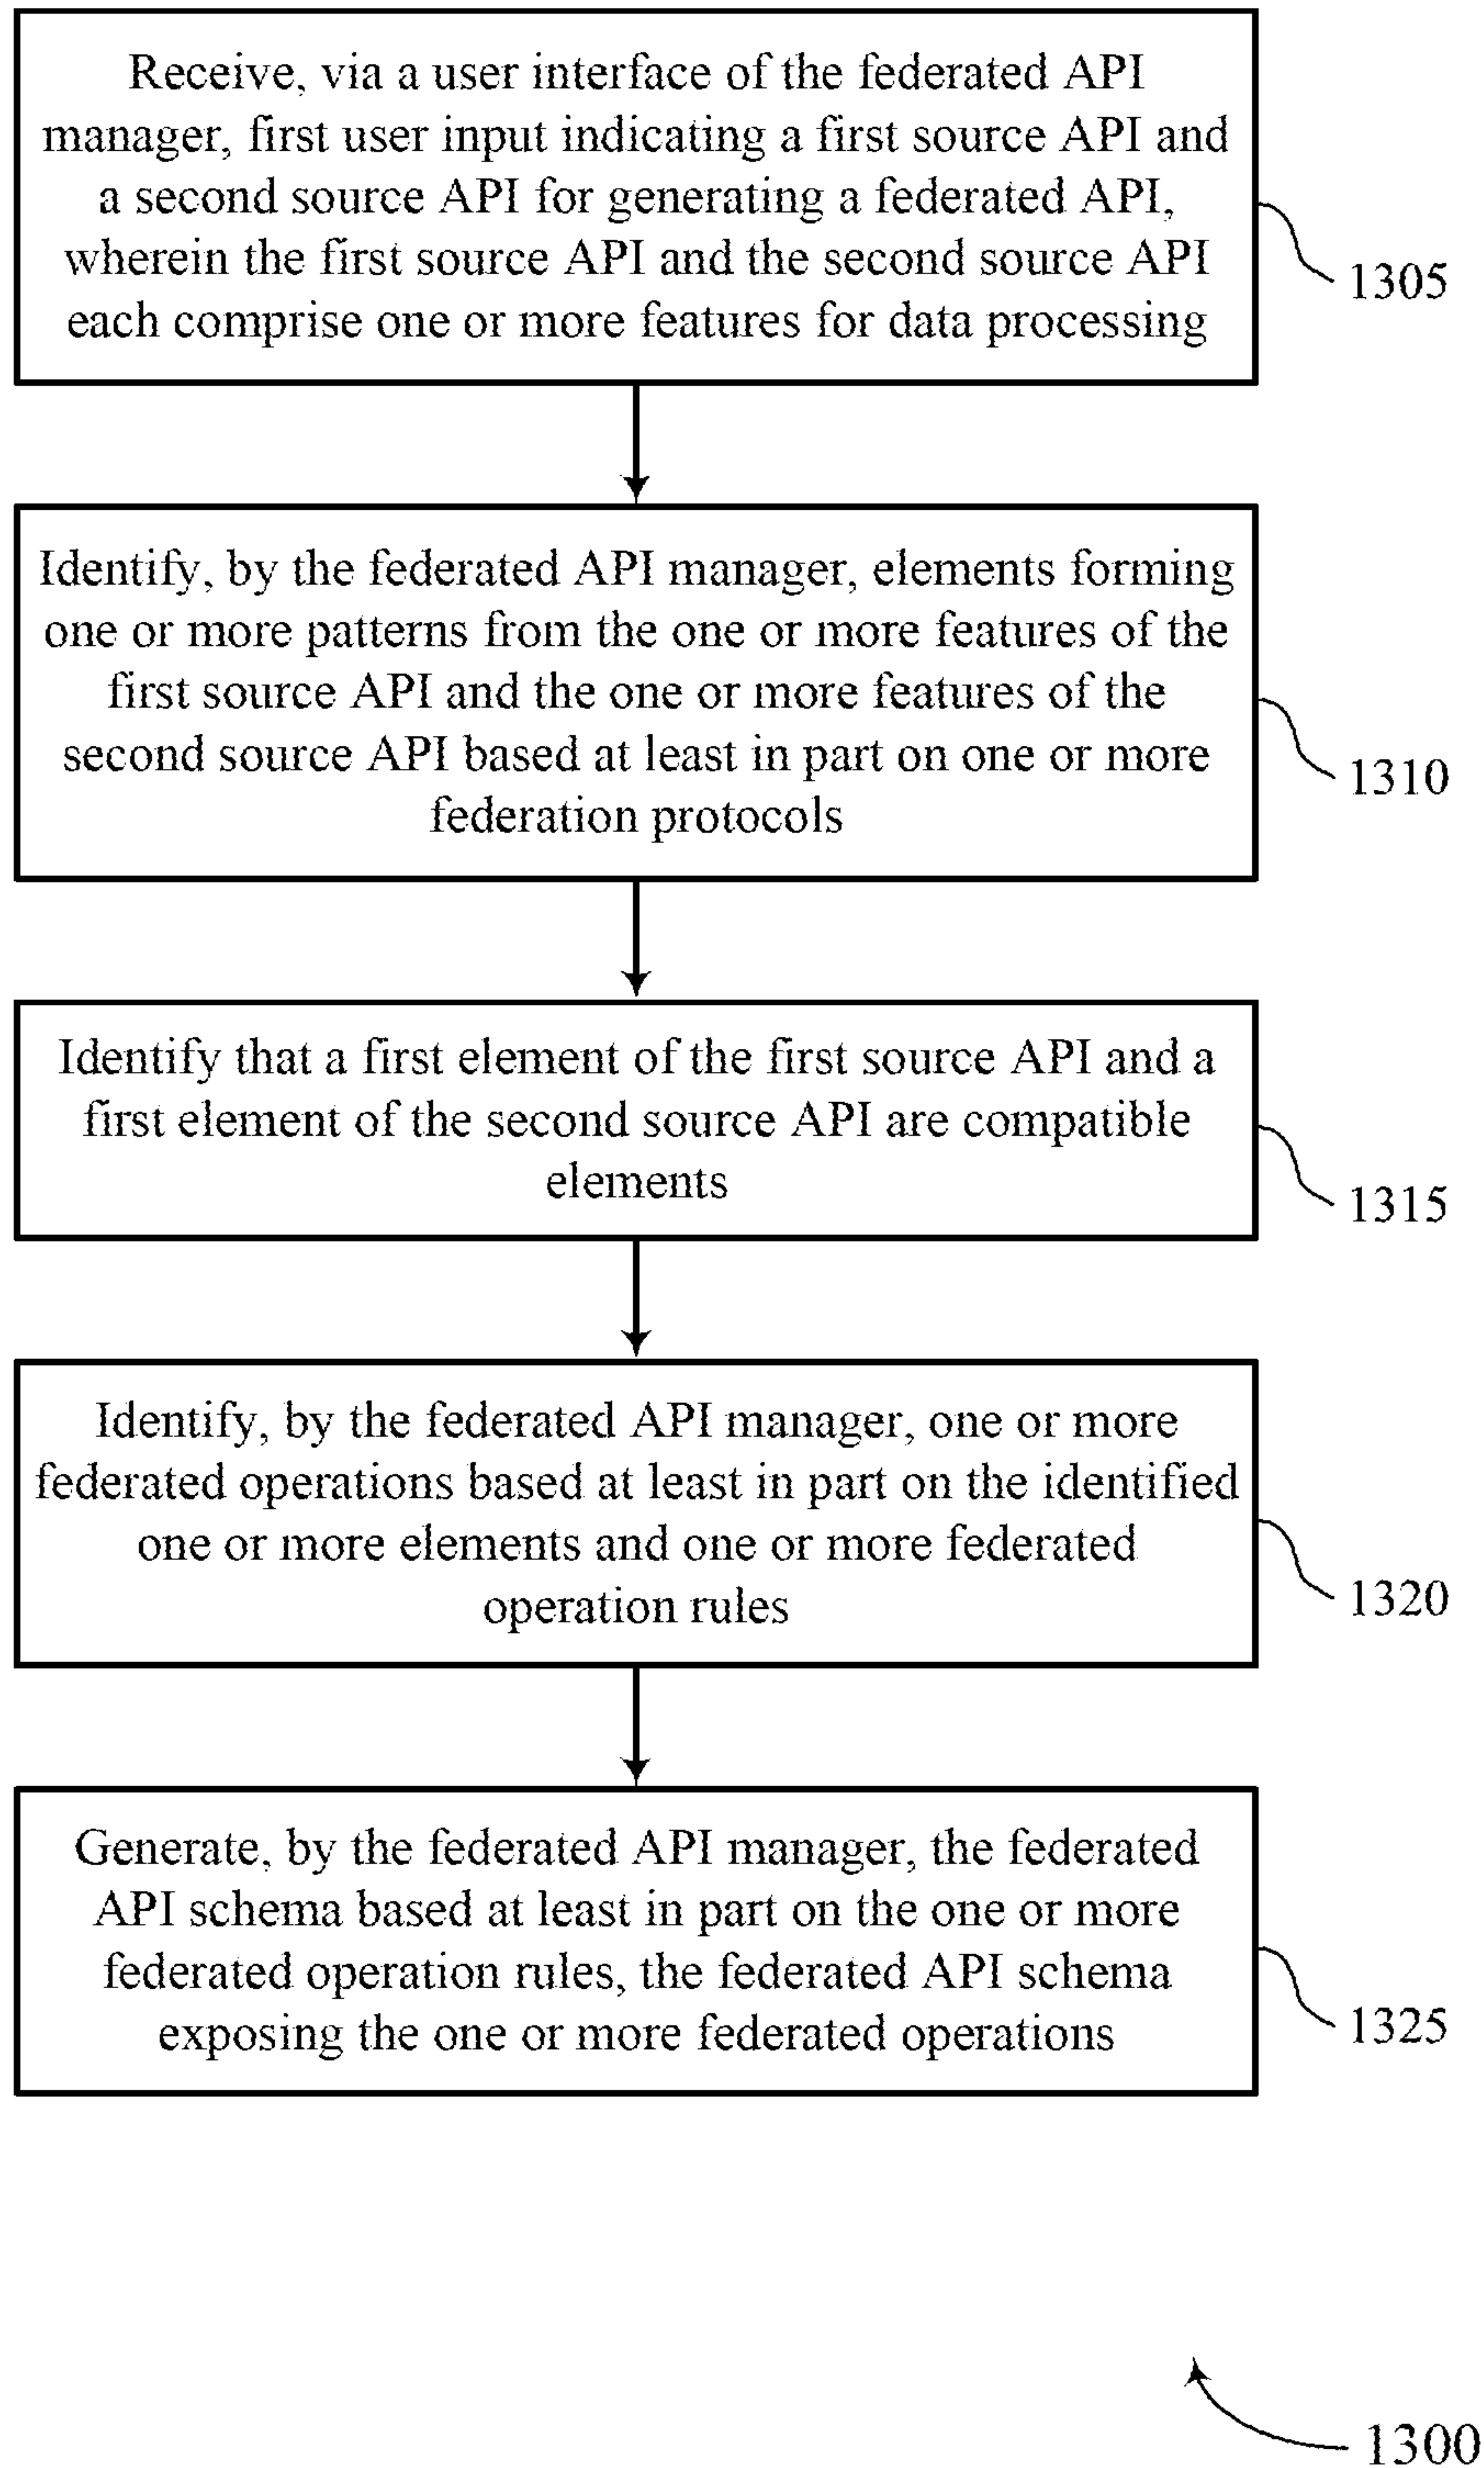 Receive, via a user interface of the federated API
manager, first user input indicating a first source API and
a second source API for generating a federated API,
wherein the first source API and the second source API
each comprise one or more features for data processing
1305
Identify, by the federated API manager, elements forming
one or more patterns from the one or more features of the
first source API and the one or more features of the
second source API based at least in part on one or more
federation protocols
1310
Identify that a first element of the first source API and a
first element of the second source API are compatible
elements
1315
Identify, by the federated API manager, one or more
federated operations based at least in part on the identified
one or more elements and one or more federated
operation rules
1320
Generate, by the federated API manager, the federated
API schema based at least in part on the one or more
federated operation rules, the federated API schema
exposing the one or more federated operations
1325
1300